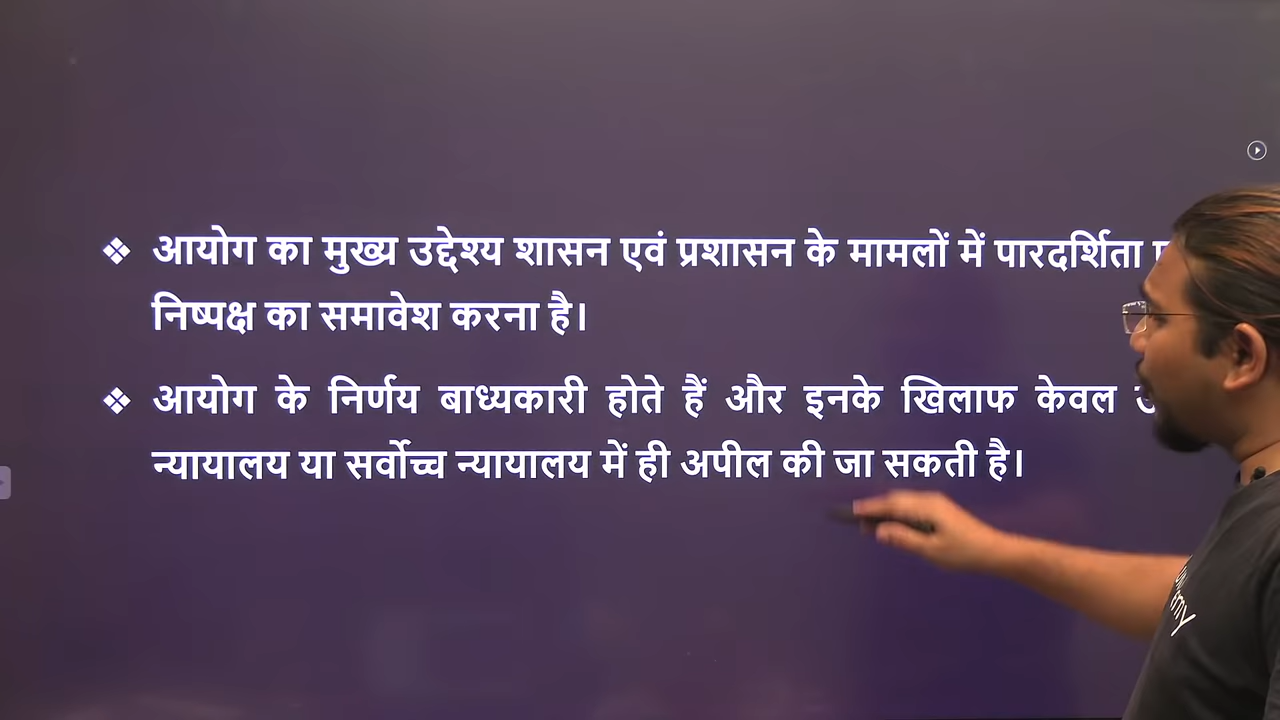 ❖ आयोग का मुख्य उद्देश्य शासन एवं प्रशासन के मामलों में पारदर्शिता
निष्पक्ष का समावेश करना है।
❖ आयोग के निर्णय बाध्यकारी होते हैं और इनके खिलाफ केवल
न्यायालय या सर्वोच्च न्यायालय में ही अपील की जा सकती है।